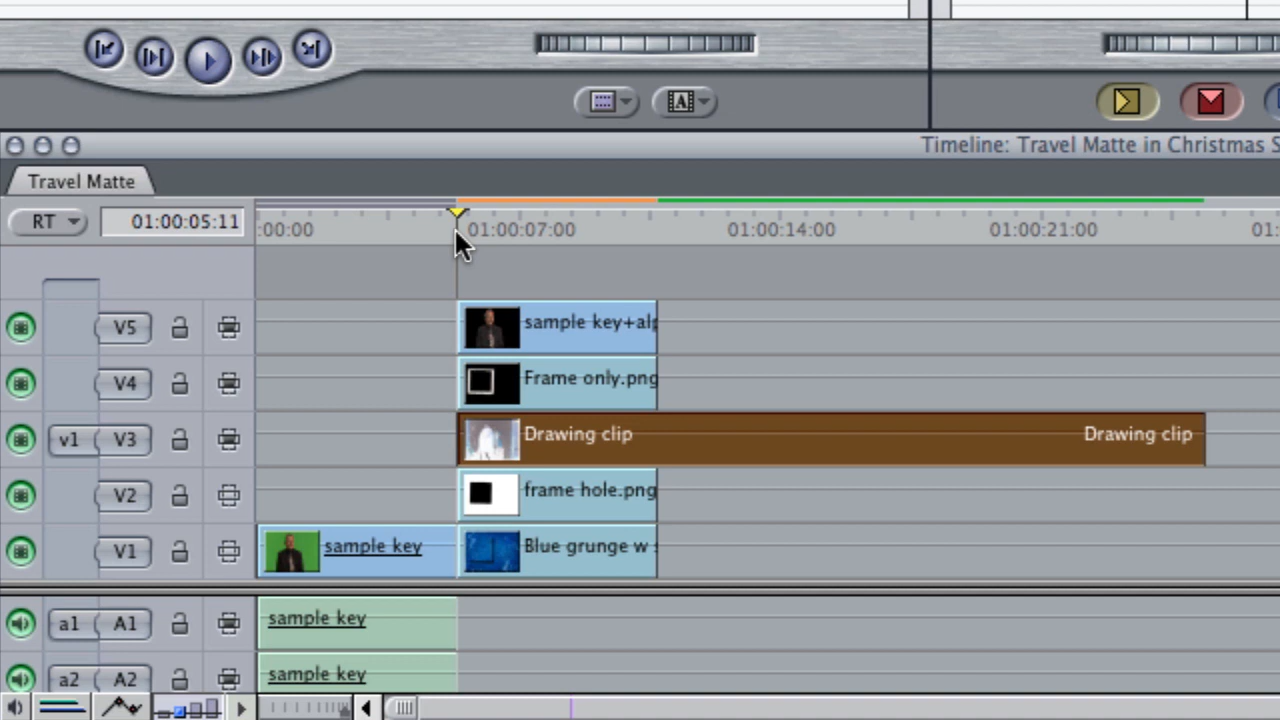 Timeline: Travel Matte in Christmas S
Travel Matte
RT
01:00:05:11
:00:00
01:00:07:00
01:00:14:00
01:00:21:00
01:
V5
sample key+alp
V4
Frame only.png
v1
V3
Drawing clip
Drawing clip
V2
frame hole.png
V1
sample key
Blue grunge w
a1
A1
sample key
a2
A2
sample key